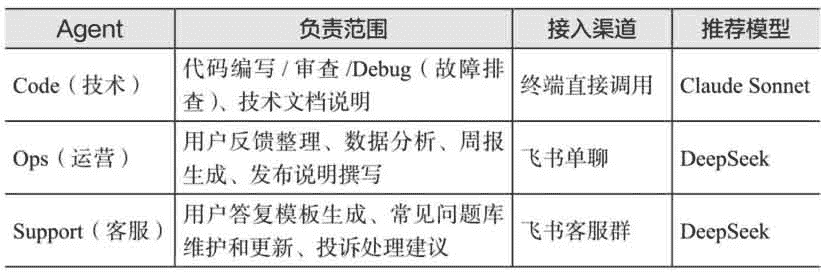 Agent 负责范围 接入渠道 推荐模型
Code（技术） 代码编写 / 审查 /Debug（故障排查）、技术文档说明 终端直接调用 Claude Sonnet
Ops（运营） 用户反馈整理、数据分析、周报生成、发布说明撰写 飞书单聊 DeepSeek
Support（客服） 用户答复模板生成、常见问题库维护和更新、投诉处理建议 飞书客服群 DeepSeek